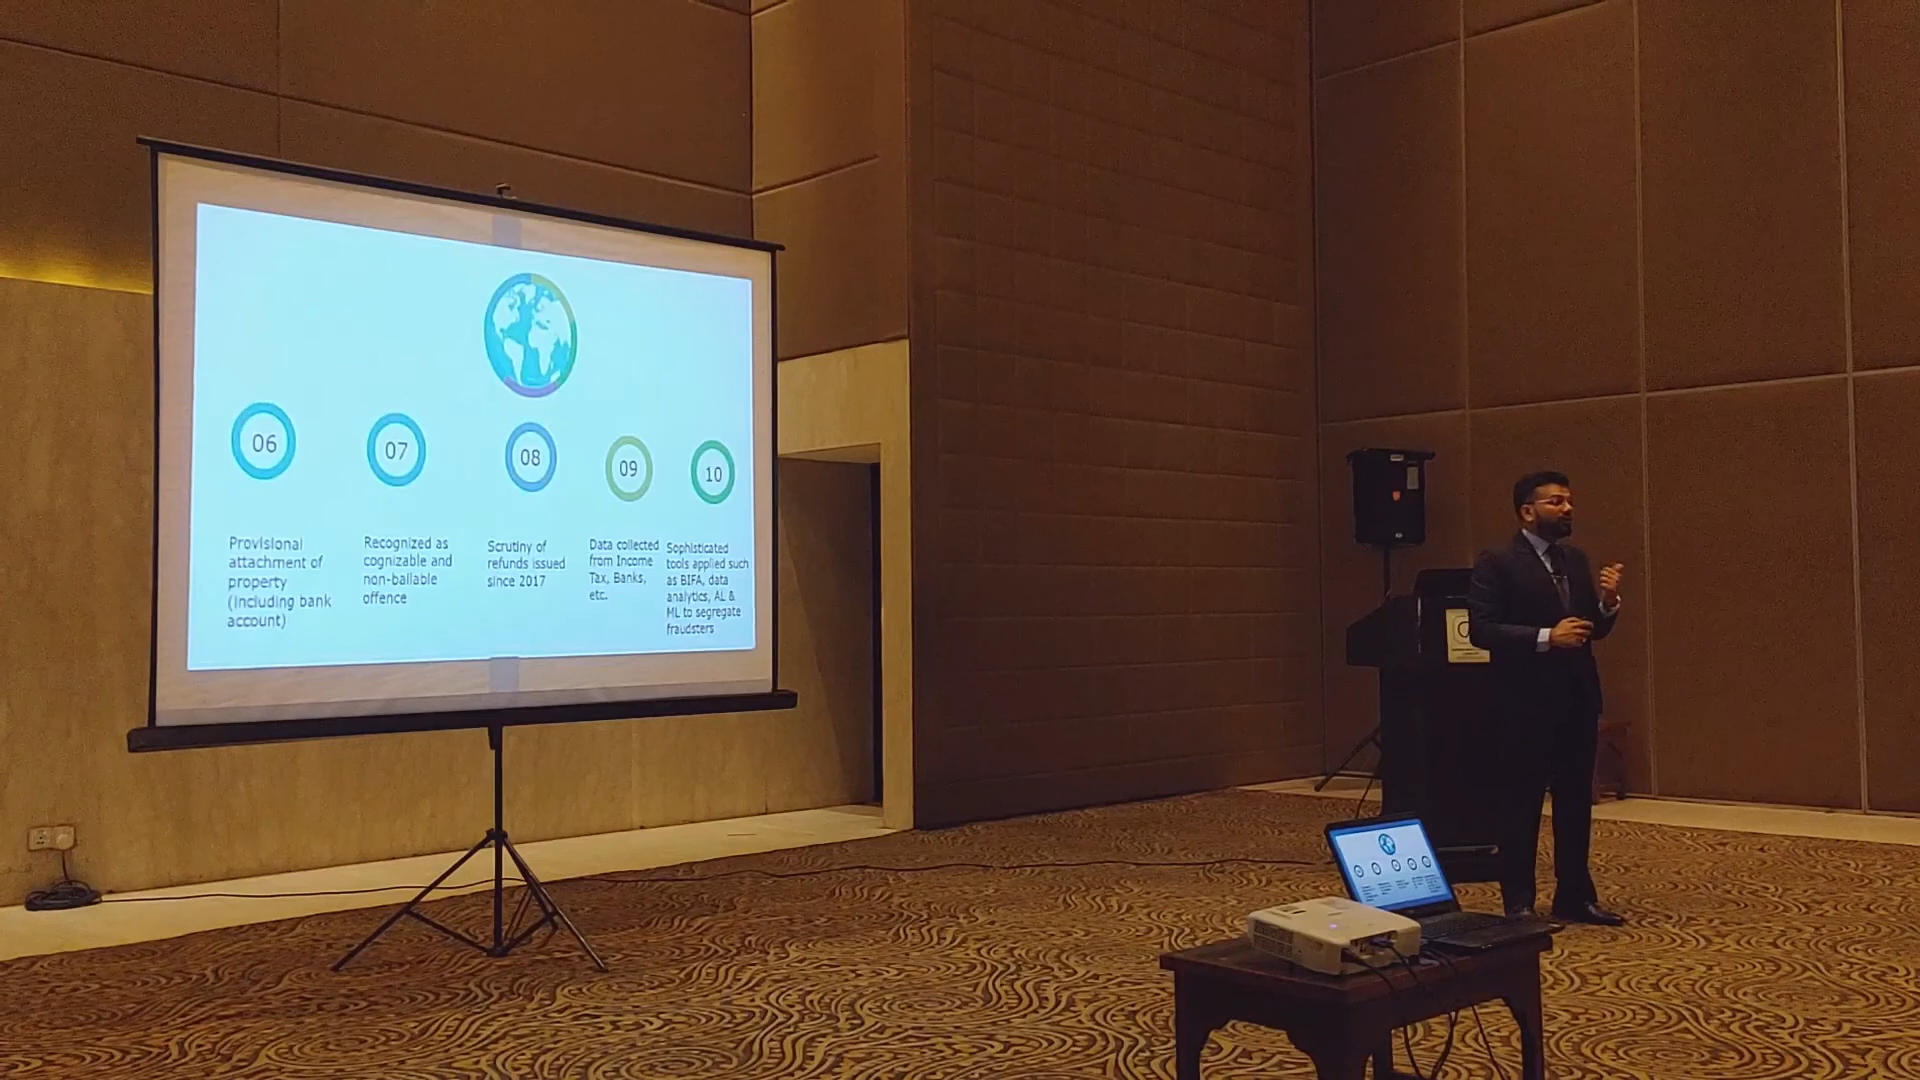 06
07
08
09
10
Provisional
attachment of
property
(including bank
account)
Recognized as
cognizable and
non-bailable
offence
Scrutiny of
refunds issued
since 2017
Data collected
from Income
Tax, Banks,
etc.
Sophisticated
tools applied such
as BIFA, data
analytics, AL &
ML to segregate
fraudsters